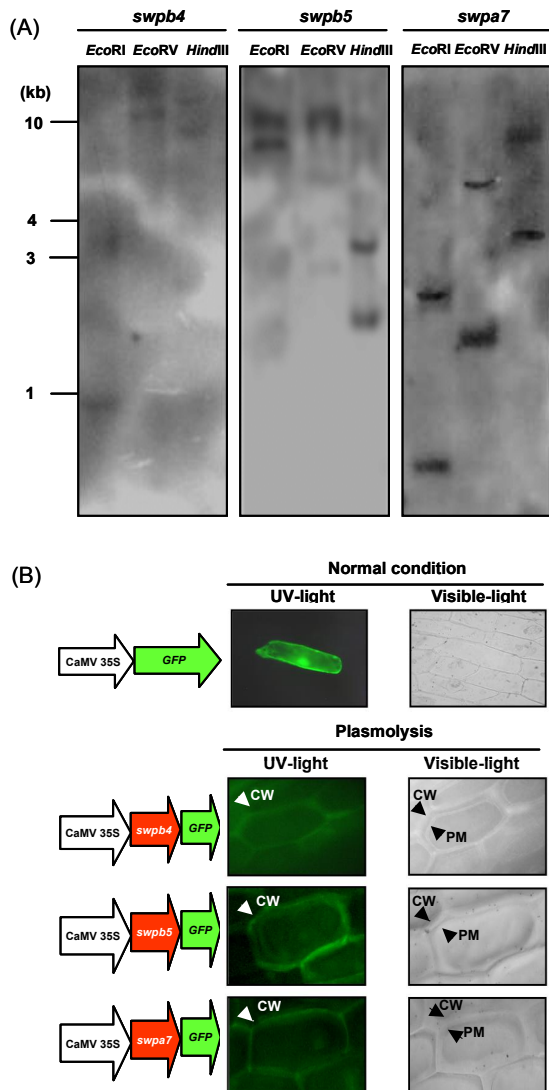 (A)
swpb4 swpb5 swpa7
EcoRI EcoRV HindIII EcoRI EcoRV HindIII EcoRI EcoRV HindIII
(kb)
10
4
3
1
(B)
Normal condition
UV-light Visible-light
CaMV 35S GFP
Plasmolysis
UV-light Visible-light
CaMV 35S swpb4 GFP CW CW PM
CaMV 35S swpb5 GFP CW CW PM
CaMV 35S swpa7 GFP CW CW PM